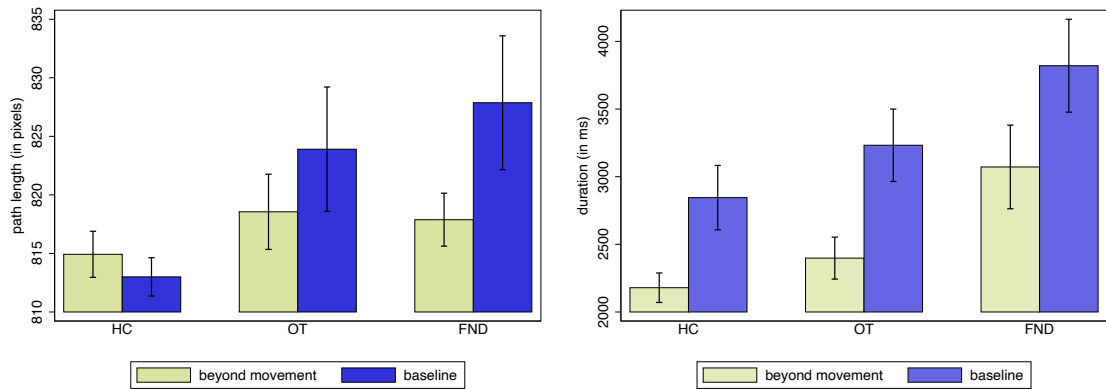 path length (in pixels)
835
830
825
820
815
810
HC
OT
FND
beyond movement
baseline
duration (in ms)
4000
3500
3000
2500
2000
HC
OT
FND
beyond movement
baseline